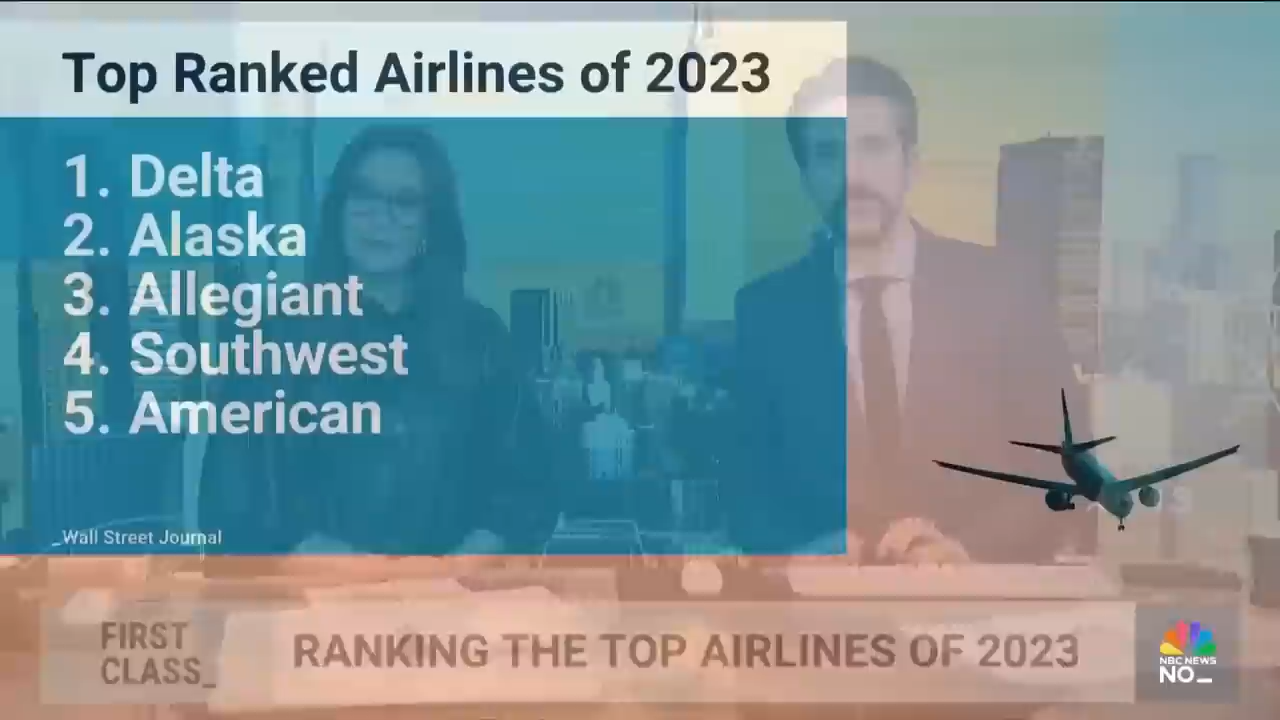 Top Ranked Airlines of 2023
1. Delta
2. Alaska
3. Allegiant
4. Southwest
5. American
_Wall Street Journal
FIRST
CLASS_
RANKING THE TOP AIRLINES OF 2023
NBC NEWS
NO_